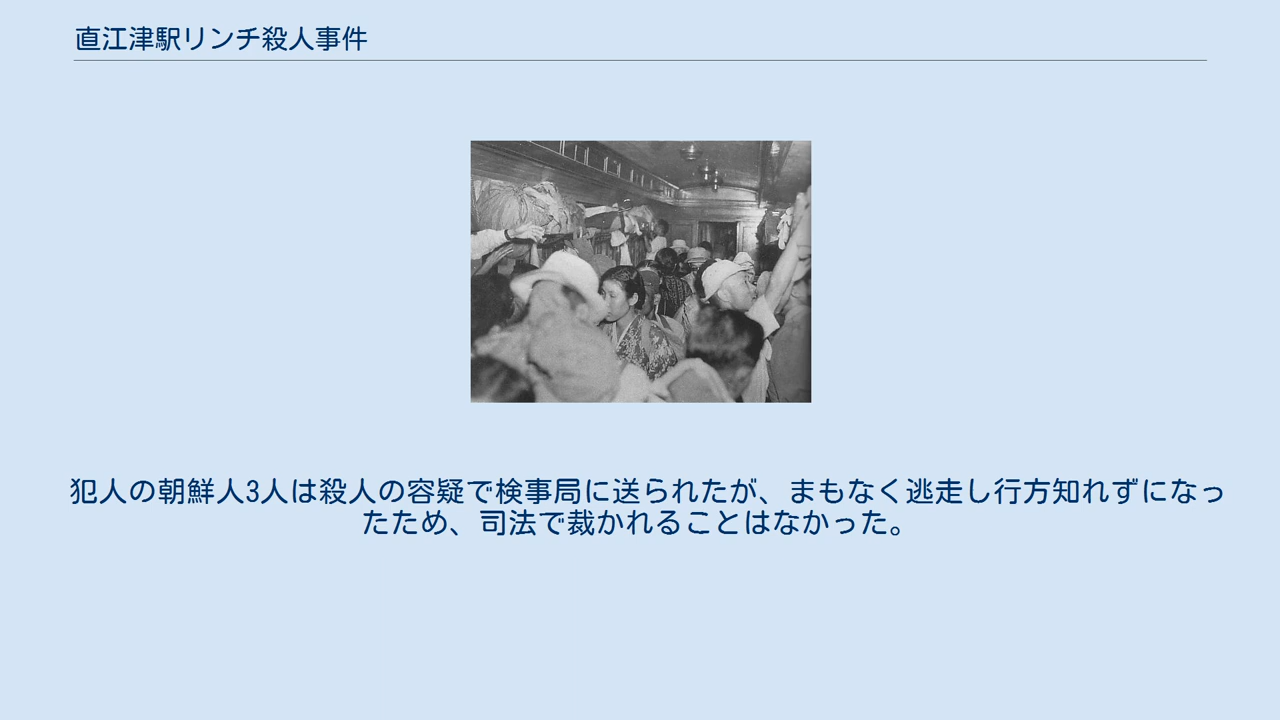 直江津駅リンチ殺人事件
犯人の朝鮮人3人は殺人の容疑で検事局に送られたが、まもなく逃走し行方知れずになっ
たため、司法で裁かれることはなかった。